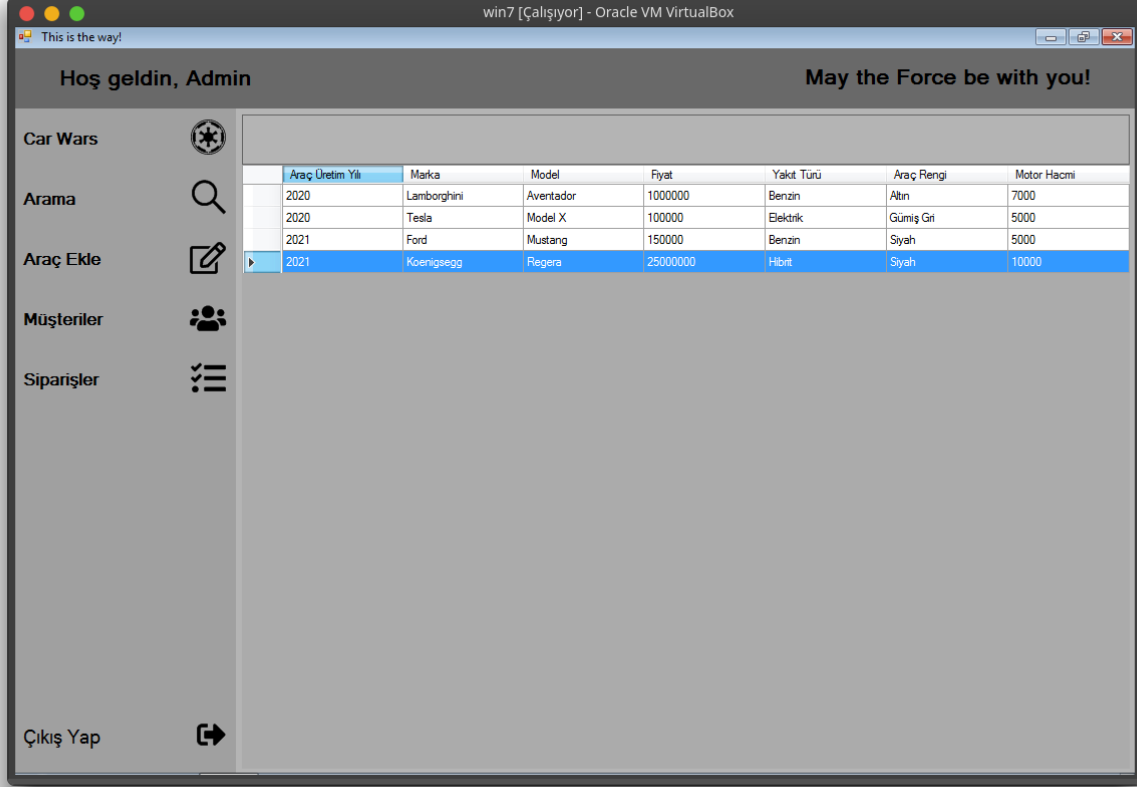 win7 [Çalışıyor] - Oracle VM VirtualBox
This is the way!
Hoş geldin, Admin May the Force be with you!
Car Wars
Arama
Araç Ekle
Müşteriler
Siparişler
Çıkış Yap
Araç Üretim Yılı Marka Model Fiyat Yakıt Türü Araç Rengi Motor Hacmi
2020 Lamborghini Aventador 1000000 Benzin Altın 7000
2020 Tesla Model X 100000 Elektrik Gümiş Gri 5000
2021 Ford Mustang 150000 Benzin Siyah 5000
2021 Koenigsegg Regera 25000000 Hibrit Siyah 10000